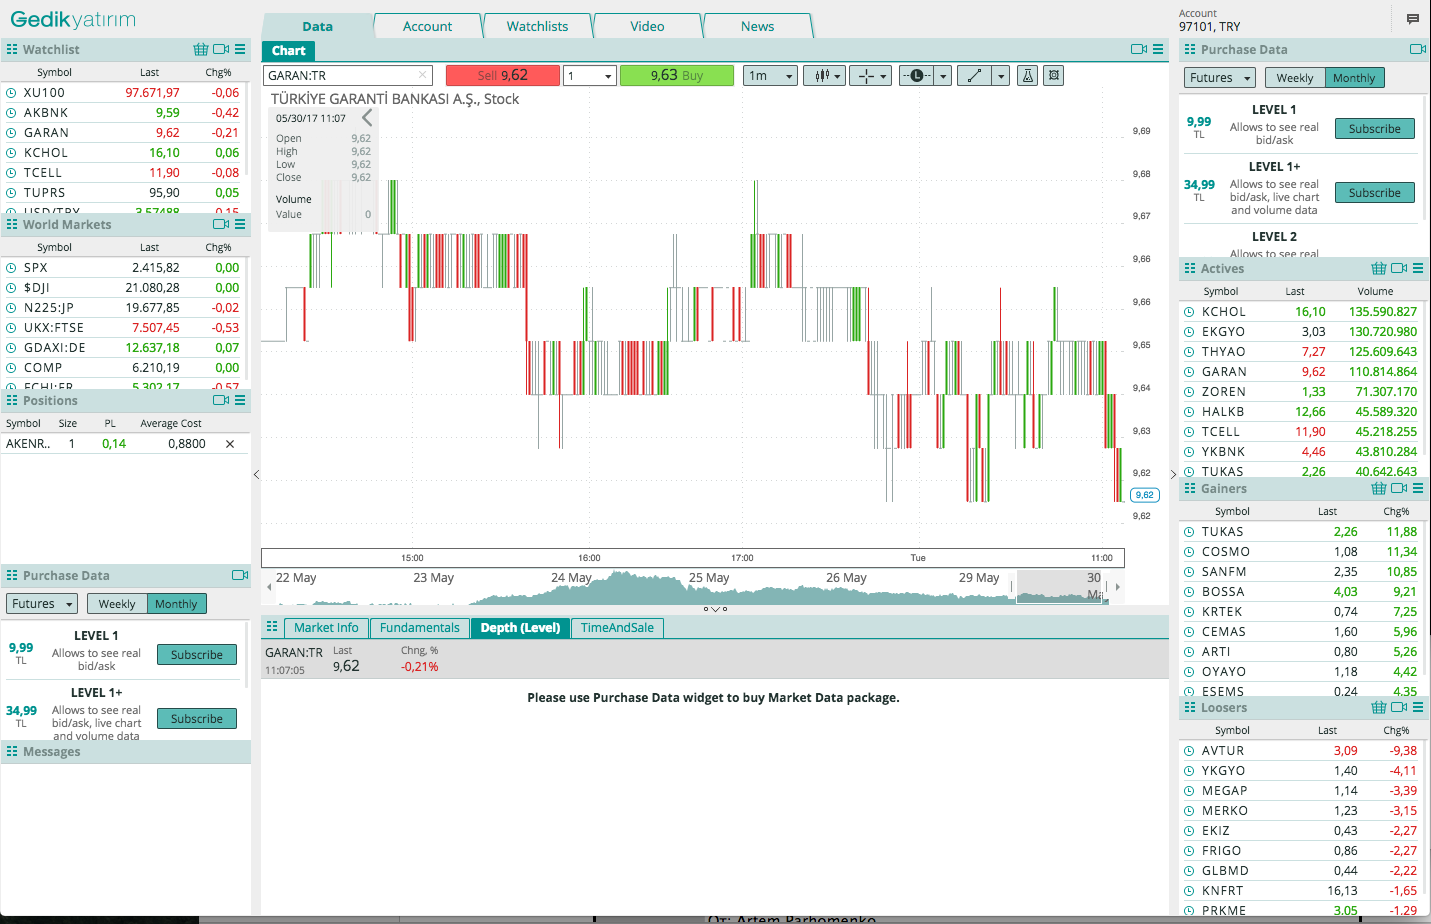 Gedik yatırım
Watchlist
Symbol Last Chg%
XU100 97.671,97 -0,06
AKBNK 9,59 -0,42
GARAN 9,62 -0,21
KCHOL 16,10 0,06
TCELL 11,90 -0,08
TUPRS 95,90 0,05
USD/TRY 3,57488 0,15
World Markets
Symbol Last Chg%
SPX 2.415,82 0,00
$DJI 21.080,28 0,00
N225:JP 19.677,85 -0,02
UKX:FTSE 7.507,45 -0,53
GDAXI:DE 12.637,18 0,07
COMP 6.210,19 0,00
FCHI:FR 5.302,17 -0,57
Positions
Symbol Size PL Average Cost
AKENR.. 1 0,14 0,8800
Purchase Data
Futures Weekly Monthly
LEVEL 1
9,99 TL
Allows to see real
bid/ask
Subscribe
LEVEL 1+
34,99 TL
Allows to see real
bid/ask, live chart
and volume data
Subscribe
Messages
Data Account Watchlists Video News
Chart
GARAN:TR Sell 9,62 1 9,63 Buy 1m L
TÜRKİYE GARANTİ BANKASI A.Ş., Stock
05/30/17 11:07
Open 9,62
High 9,62
Low 9,62
Close 9,62
Volume
Value 0
9,69
9,68
9,67
9,66
9,66
9,65
9,64
9,63
9,62
9,62
9,62
15:00 16:00 17:00 Tue 11:00
22 May 23 May 24 May 25 May 26 May 29 May 30
Market Info Fundamentals Depth (Level) TimeAndSale
GARAN:TR Last Chng, %
11:07:05 9,62 -0,21%
Please use Purchase Data widget to buy Market Data package.
Account
97101, TRY
Purchase Data
Futures Weekly Monthly
LEVEL 1
9,99 TL
Allows to see real
bid/ask
Subscribe
LEVEL 1+
34,99 TL
Allows to see real
bid/ask, live chart
and volume data
Subscribe
LEVEL 2
Allows to see real
Actives
Symbol Last Volume
KCHOL 16,10 135.590.827
EKGYO 3,03 130.720.980
THYAO 7,27 125.609.643
GARAN 9,62 110.814.864
ZOREN 1,33 71.307.170
HALKB 12,66 45.589.320
TCELL 11,90 45.218.255
YKBNK 4,46 43.810.284
TUKAS 2,26 40.642.643
Gainers
Symbol Last Chg%
TUKAS 2,26 11,88
COSMO 1,08 11,34
SANFM 2,35 10,85
BOSSA 4,03 9,21
KRTEK 0,74 7,25
CEMAS 1,60 5,96
ARTI 0,80 5,26
OYAYO 1,18 4,42
ESEMS 0,24 4,35
Loosers
Symbol Last Chg%
AVTUR 3,09 -9,38
YKGYO 1,40 -4,11
MEGAP 1,14 -3,39
MERKO 1,23 -3,15
EKIZ 0,43 -2,27
FRIGO 0,86 -2,27
GLBMD 0,44 -2,22
KNFRT 16,13 -1,65
PRKME 3,05 -1,29
От: Artem Parhomenko